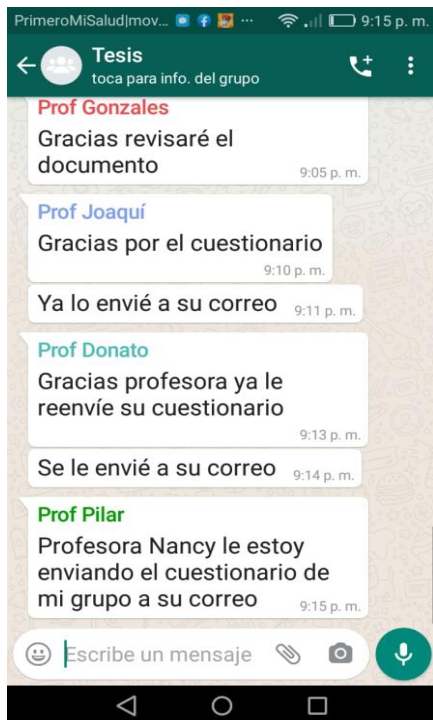 PrimeroMiSalud|mov... ... 9:15 p. m.
Tesis
toca para info. del grupo
Prof Gonzales
Gracias revisaré el
documento
9:05 p. m.
Prof Joaquí
Gracias por el cuestionario
9:10 p. m.
Ya lo envié a su correo 9:11 p. m.
Prof Donato
Gracias profesora ya le
reenvíe su cuestionario
9:13 p. m.
Se le envié a su correo 9:14 p. m.
Prof Pilar
Profesora Nancy le estoy
enviando el cuestionario de
mi grupo a su correo 9:15 p. m.
Escribe un mensaje